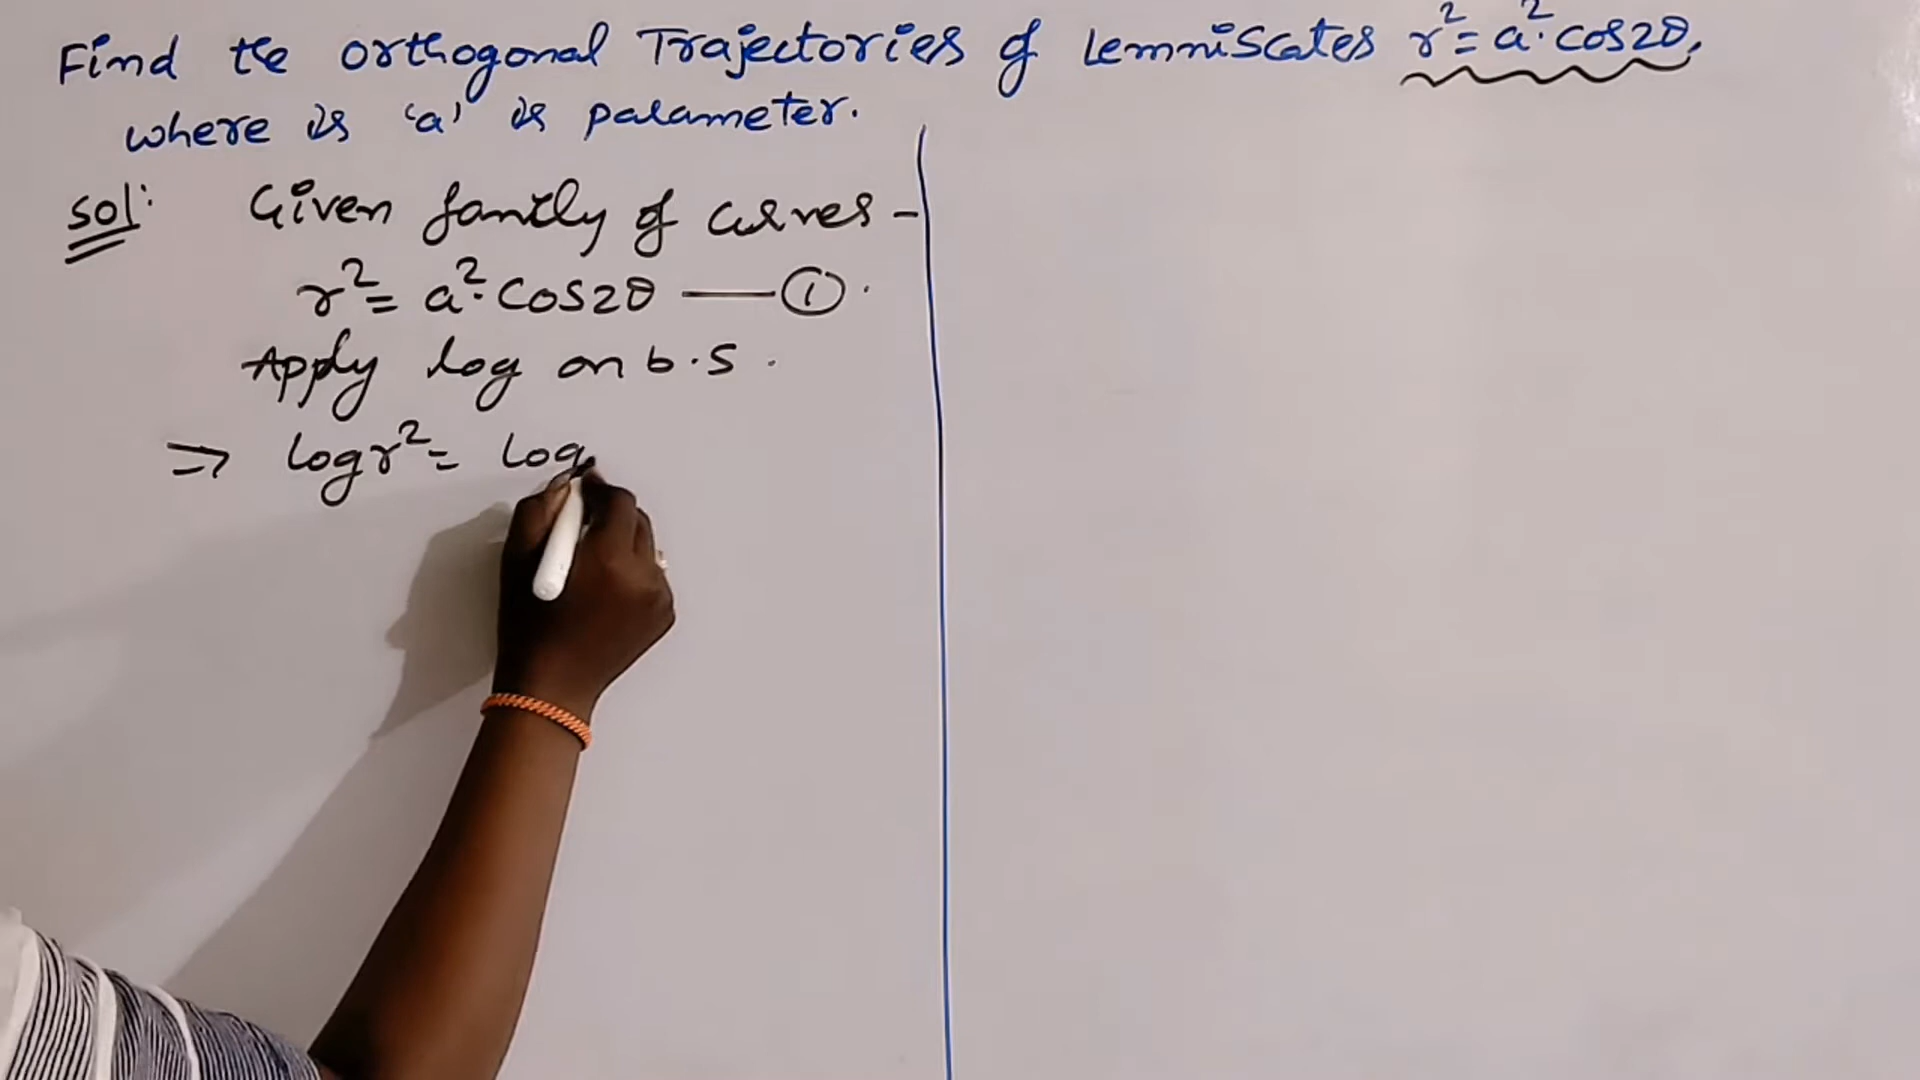 Find the orthogonal Trajectories of Lemniscates r² = a². cos2θ,
where is 'a' is parameter.
Sol: Given family of curves -
r² = a². cos2θ —— ①.
Apply log on b.s.
⇒ log r² = log